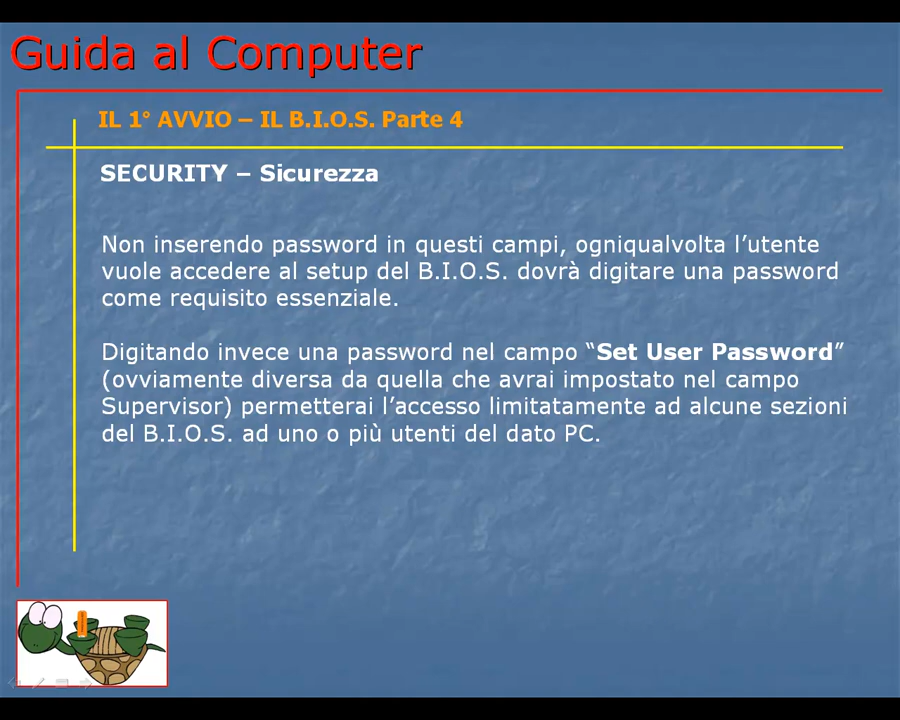 Guida al Computer
IL 1° AVVIO – IL B.I.O.S. Parte 4
SECURITY – Sicurezza
Non inserendo password in questi campi, ogniqualvolta l’utente
vuole accedere al setup del B.I.O.S. dovrà digitare una password
come requisito essenziale.
Digitando invece una password nel campo “Set User Password”
(ovviamente diversa da quella che avrai impostato nel campo
Supervisor) permetterai l’accesso limitatamente ad alcune sezioni
del B.I.O.S. ad uno o più utenti del dato PC.